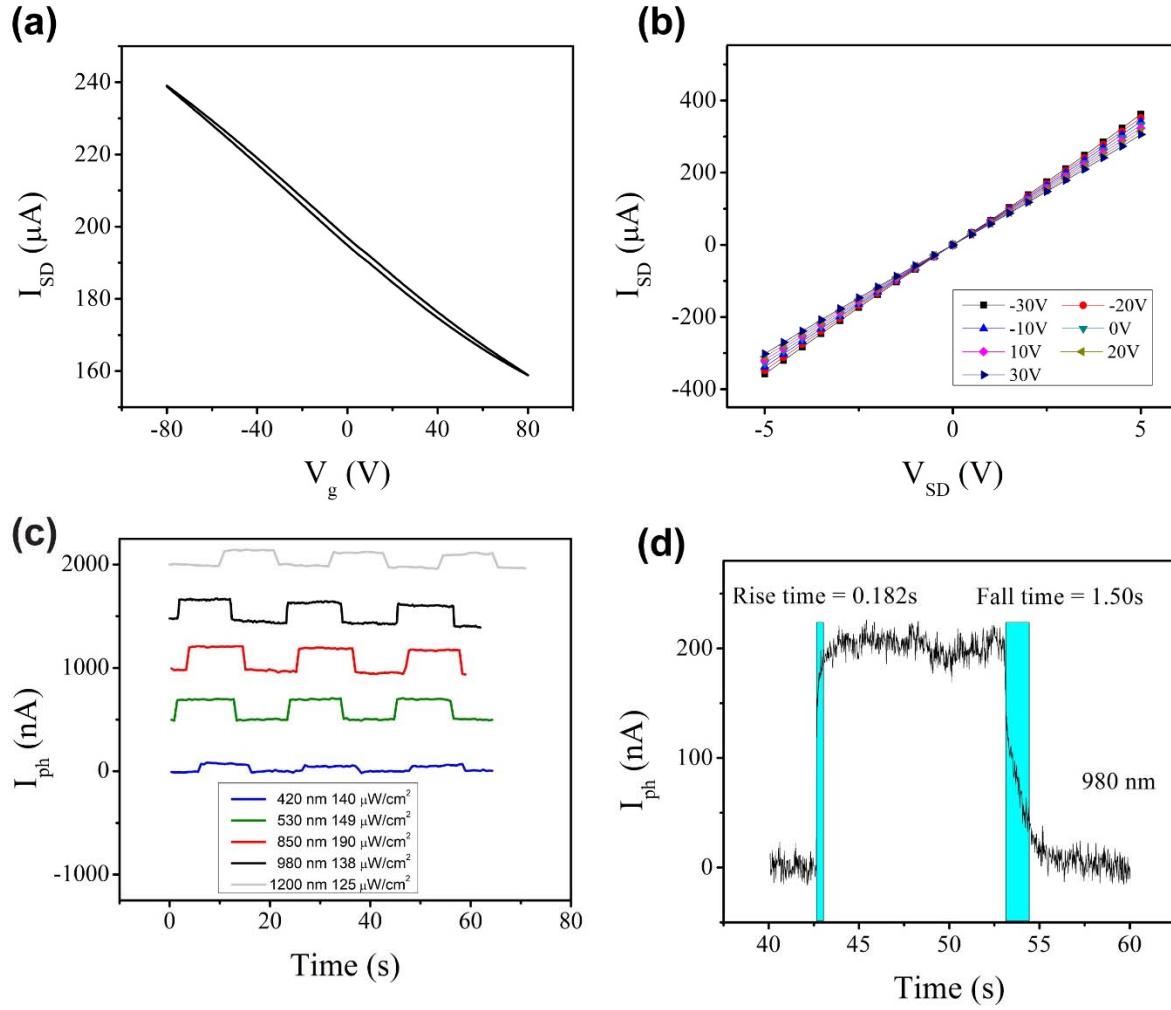 (a)
240
220
200
180
160
-80
-40
0
40
80
I_SD (μA)
V_g (V)
(b)
400
200
0
-200
-400
-5
0
5
I_SD (μA)
V_SD (V)
-30V
-20V
-10V
0V
10V
20V
30V
(c)
2000
1000
0
-1000
0
20
40
60
80
I_ph (nA)
Time (s)
420 nm 140 μW/cm²
530 nm 149 μW/cm²
850 nm 190 μW/cm²
980 nm 138 μW/cm²
1200 nm 125 μW/cm²
(d)
Rise time = 0.182s
Fall time = 1.50s
200
100
0
980 nm
40
45
50
55
60
I_ph (nA)
Time (s)